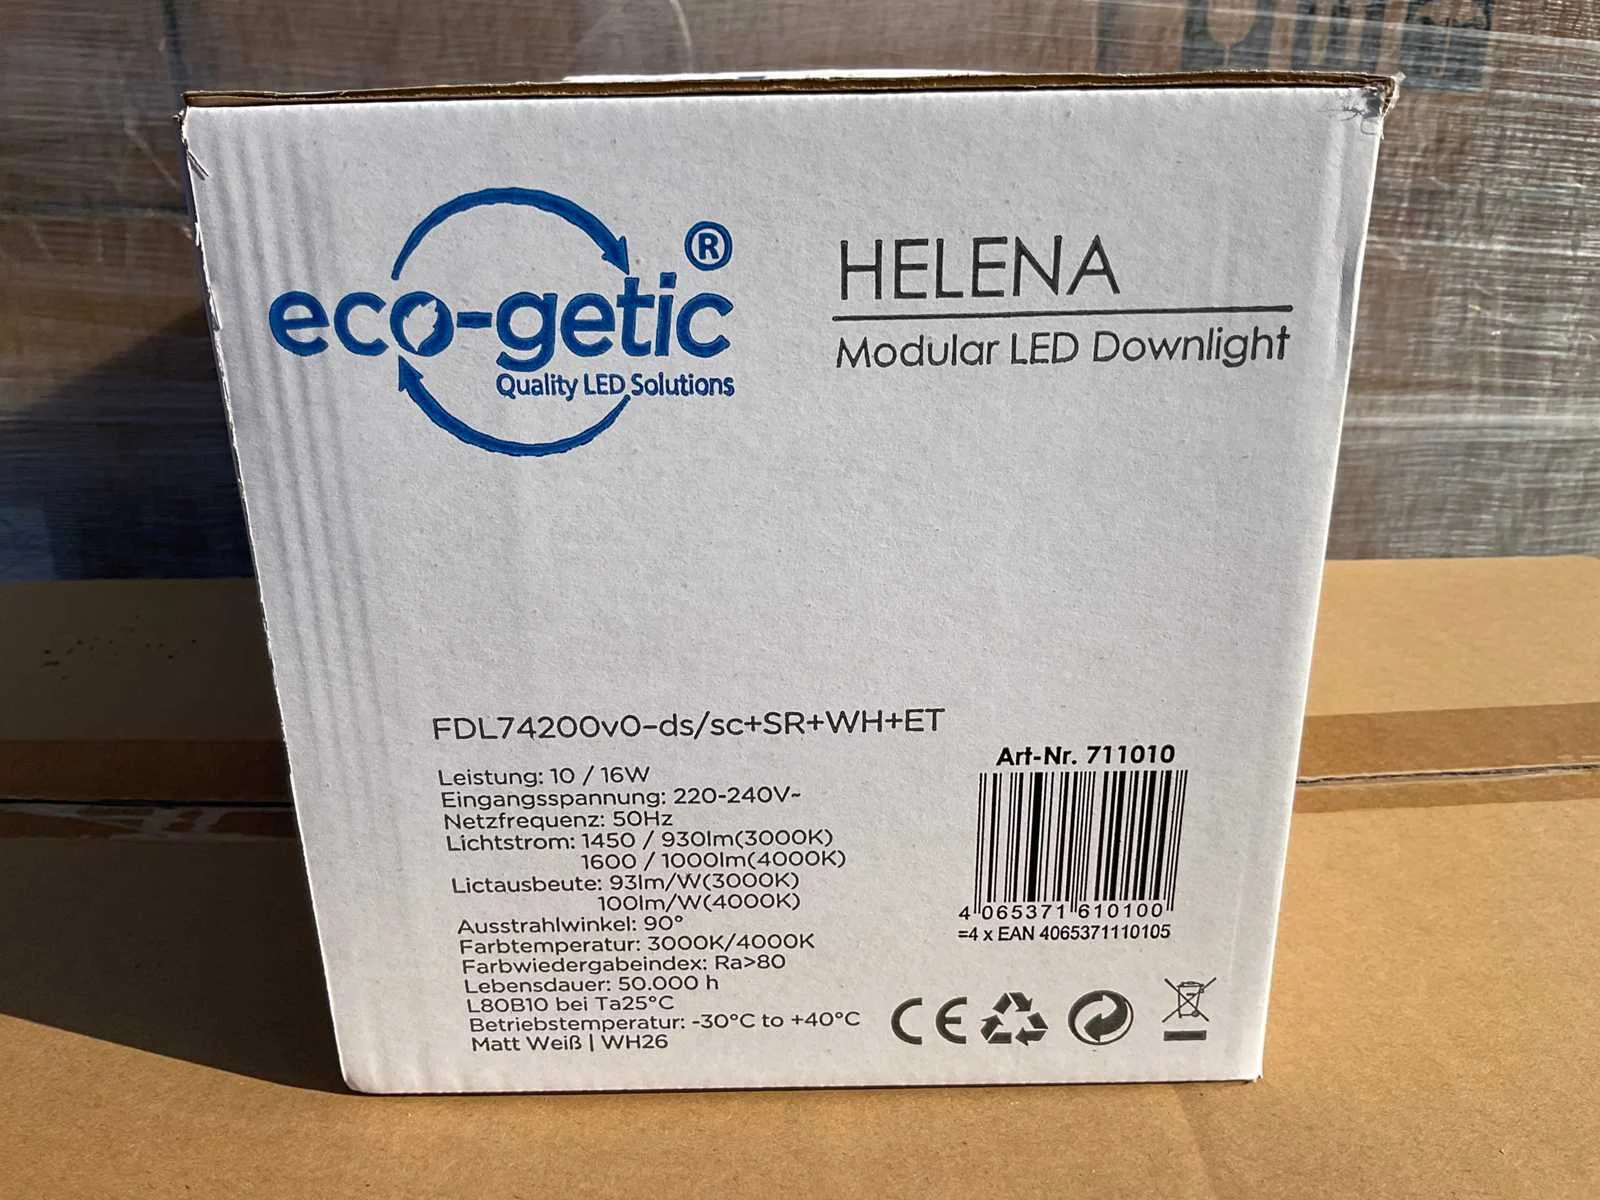 eco-getic®
Quality LED Solutions
HELENA
Modular LED Downlight
FDL74200v0-ds/sc+SR+WH+ET
Leistung: 10 / 16W
Eingangsspannung: 220-240V~
Netzfrequenz: 50Hz
Lichtstrom: 1450 / 930lm(3000K)
1600 / 1000lm(4000K)
Lictausbeute: 93lm/W(3000K)
100lm/W(4000K)
Ausstrahlwinkel: 90°
Farbtemperatur: 3000K/4000K
Farbwiedergabeindex: Ra>80
Lebensdauer: 50.000 h
L80B10 bei Ta25°C
Betriebstemperatur: -30°C to +40°C
Matt Weiß | WH26
Art-Nr. 711010
4 065371 610100
=4 x EAN 4065371110105
CE